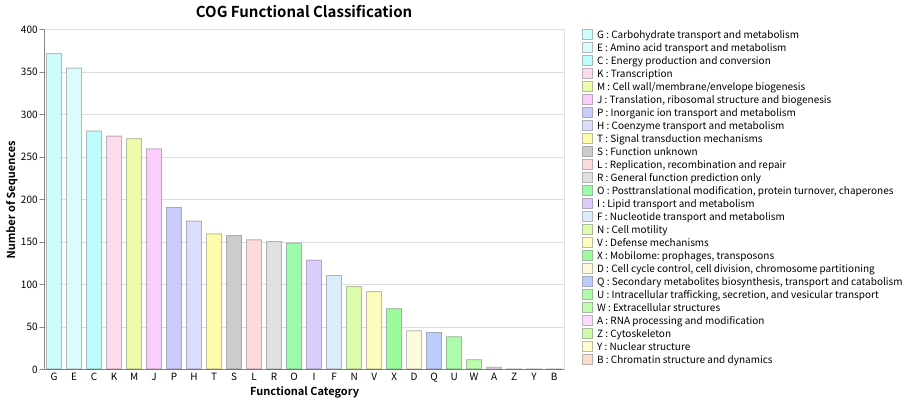 COG Functional Classification
400
350
300
250
200
150
100
50
0
Number of Sequences
G E C K M J P H T S L R O I F N V X D Q U W A Z Y B
Functional Category
G : Carbohydrate transport and metabolism
E : Amino acid transport and metabolism
C : Energy production and conversion
K : Transcription
M : Cell wall/membrane/envelope biogenesis
J : Translation, ribosomal structure and biogenesis
P : Inorganic ion transport and metabolism
H : Coenzyme transport and metabolism
T : Signal transduction mechanisms
S : Function unknown
L : Replication, recombination and repair
R : General function prediction only
O : Posttranslational modification, protein turnover, chaperones
I : Lipid transport and metabolism
F : Nucleotide transport and metabolism
N : Cell motility
V : Defense mechanisms
X : Mobilome: prophages, transposons
D : Cell cycle control, cell division, chromosome partitioning
Q : Secondary metabolites biosynthesis, transport and catabolism
U : Intracellular trafficking, secretion, and vesicular transport
W : Extracellular structures
A : RNA processing and modification
Z : Cytoskeleton
Y : Nuclear structure
B : Chromatin structure and dynamics